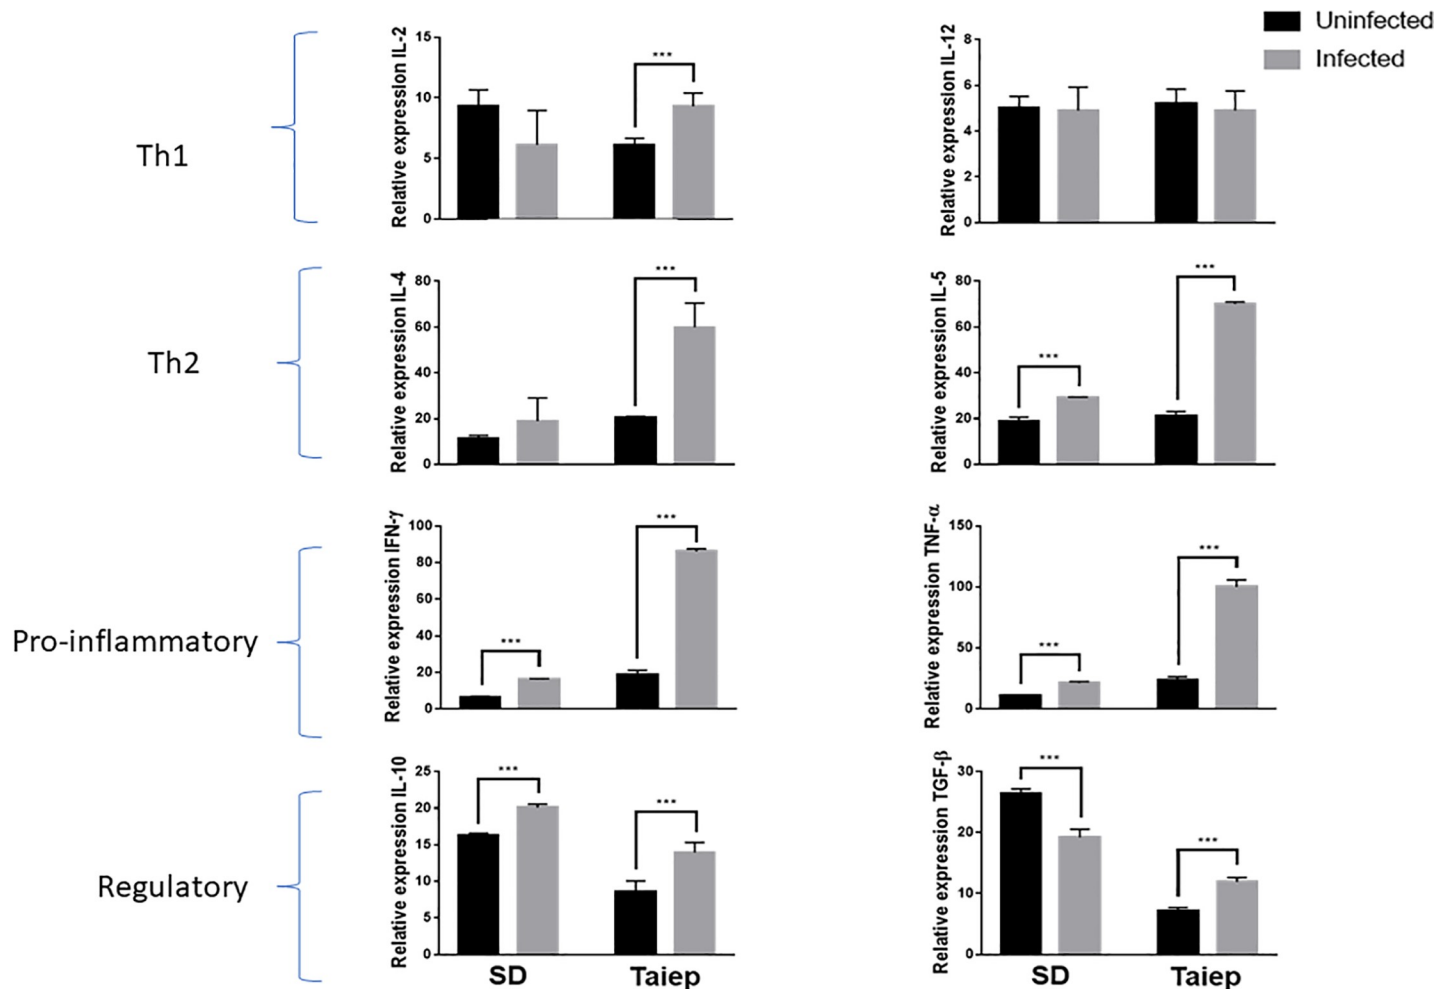 Uninfected
Infected
Th1
Relative expression IL-2
15
10
5
0
***
Relative expression IL-12
8
6
4
2
0
Th2
Relative expression IL-4
80
60
40
20
0
***
Relative expression IL-5
80
60
40
20
0
***
***
Pro-inflammatory
Relative expression IFN-γ
100
80
60
40
20
0
***
***
Relative expression TNF-α
150
100
50
0
***
***
Regulatory
Relative expression IL-10
25
20
15
10
5
0
***
***
SD
Taiep
Relative expression TGF-β
30
20
10
0
***
***
SD
Taiep